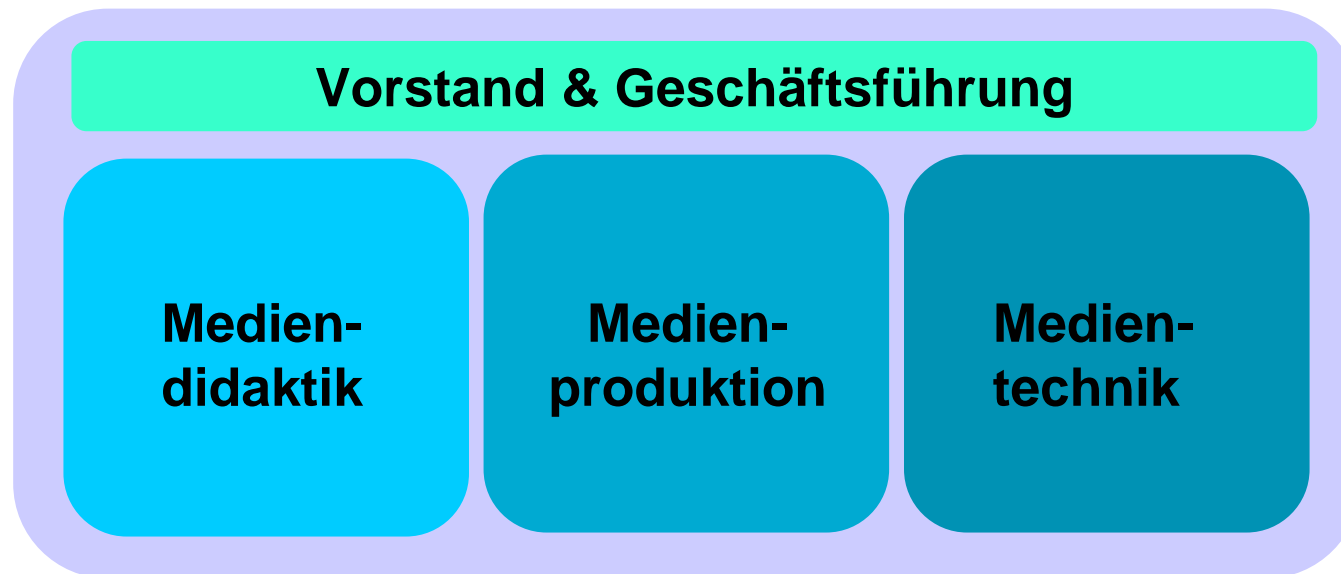 Vorstand & Geschäftsführung
Medien-
didaktik
Medien-
produktion
Medien-
technik